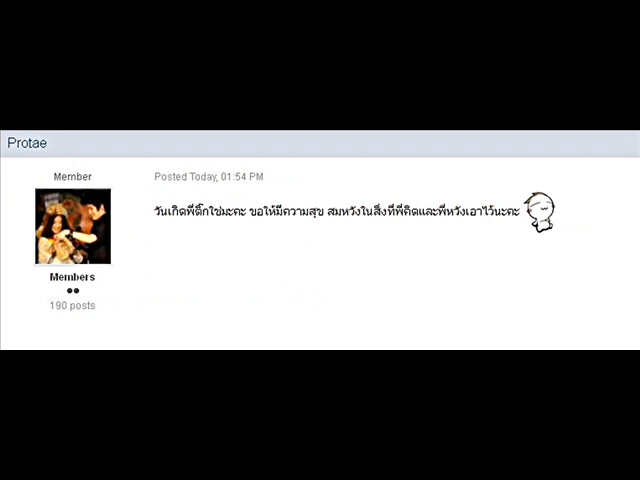 Protae
Member
Posted Today, 01:54 PM
วันเกิดพี่ติ๊กใช่มะคะ ขอให้มีความสุข สมหวังในสิ่งที่พี่คิดและพี่หวังเอาไว้นะคะ
Members
190 posts